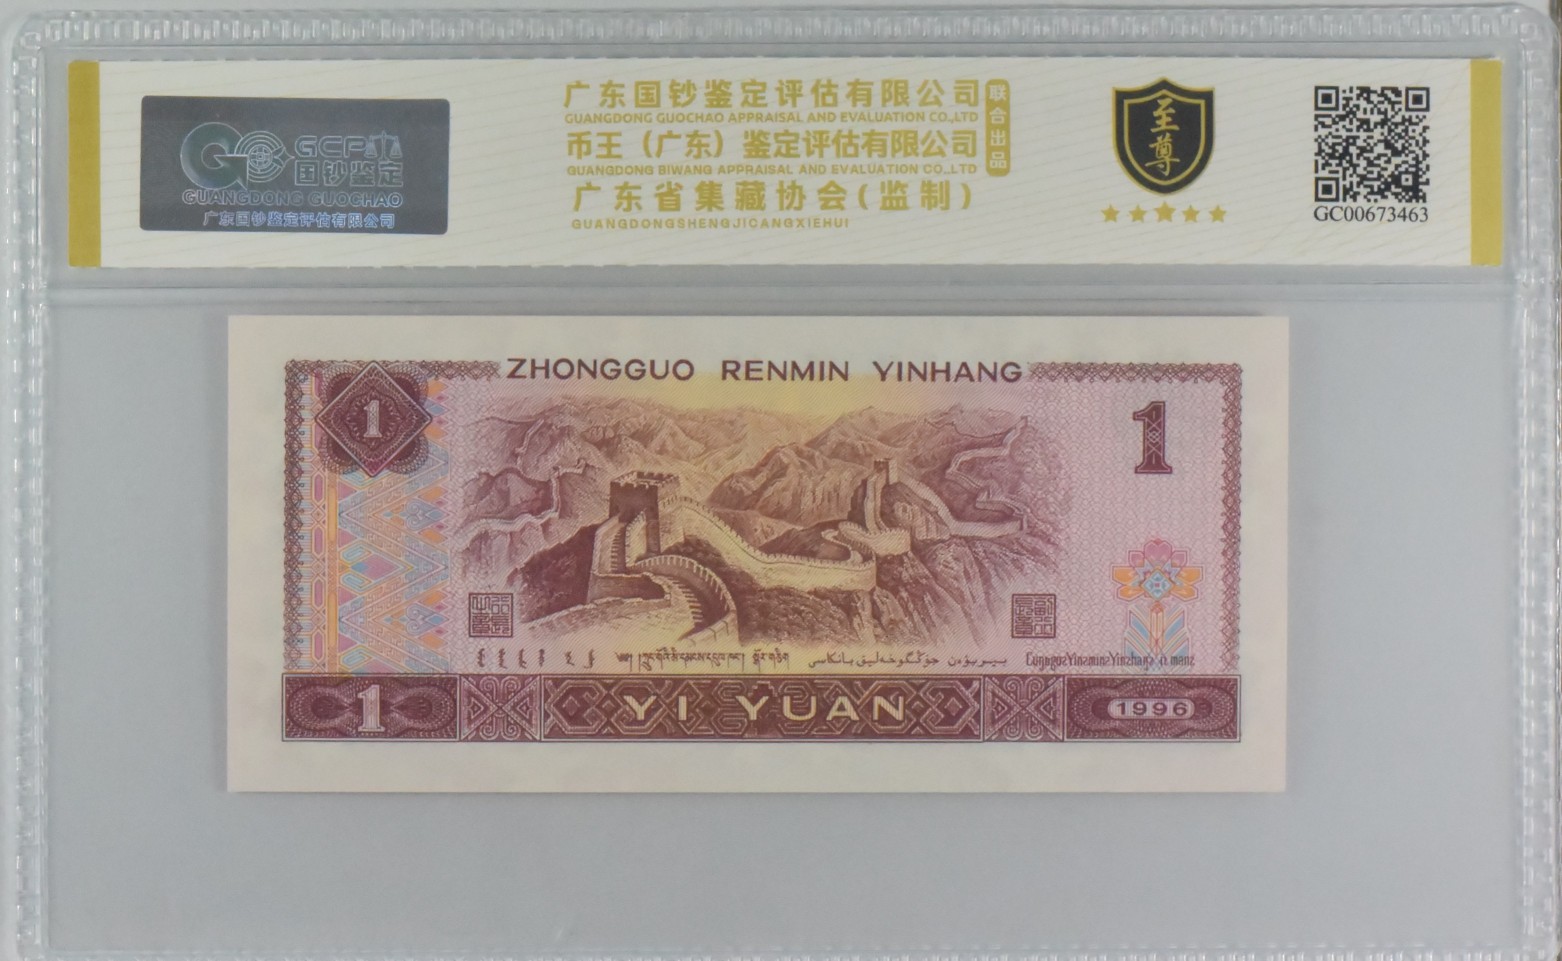 GCF
国钞鉴定
GUANGDONG GUOCHAO
广东国钞鉴定评估有限公司
广东国钞鉴定评估有限公司
GUANGDONG GUOCHAO APPRAISAL AND EVALUATION CO.,LTD
币王（广东）鉴定评估有限公司
GUANGDONG BIWANG APPRAISAL AND EVALUATION CO.,LTD
广东省集藏协会(监制)
GUANGDONGSHENGJICANGXIEHUI
联合出品
至尊
GC00673463
ZHONGGUO RENMIN YINHANG
1
1
1
YI YUAN
1996